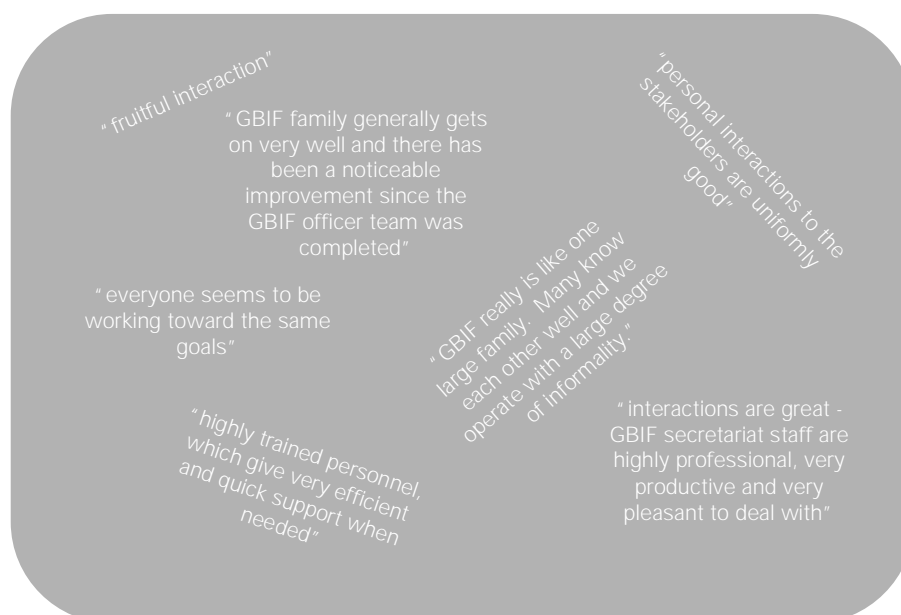 “fruitful interaction”
“GBIF family generally gets
on very well and there has
been a noticeable
improvement since the
GBIF officer team was
completed”
“personal interactions to the
stakeholders are uniformly
good”
“everyone seems to be
working toward the same
goals”
“GBIF really is like one
large family. Many know
each other well and we
operate with a large degree
of informality.”
“highly trained personnel,
which give very efficient
and quick support when
needed”
“interactions are great -
GBIF secretariat staff are
highly professional, very
productive and very
pleasant to deal with”